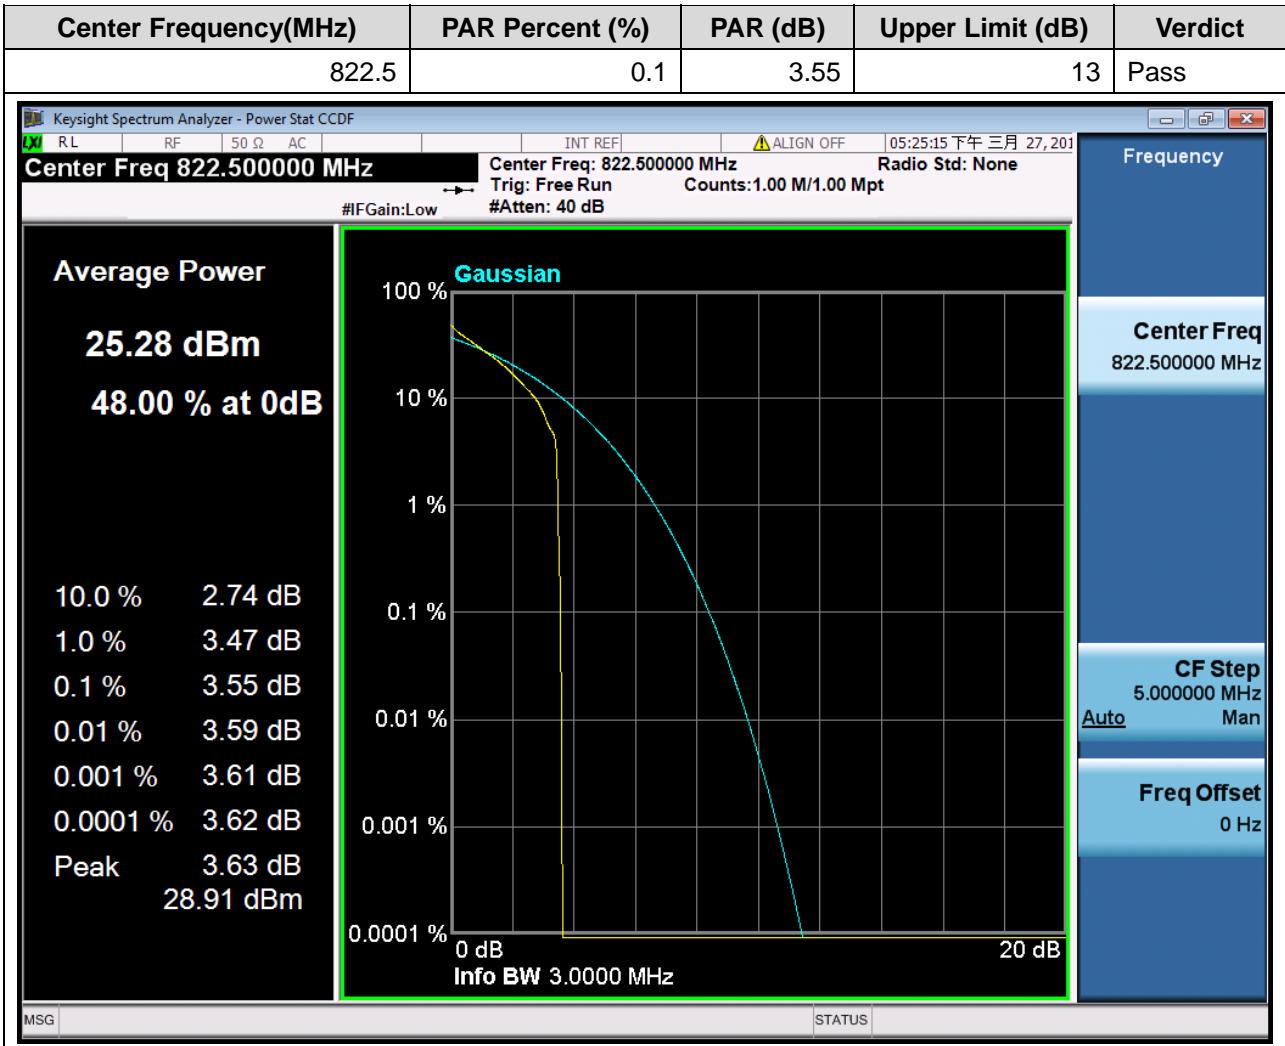 Center Frequency(MHz) PAR Percent (%) PAR (dB) Upper Limit (dB) Verdict
822.5 0.1 3.55 13 Pass
Keysight Spectrum Analyzer - Power Stat CCDF
LXI RL RF 50 Ω AC INT REF ALIGN OFF 05:25:15 下午 三月 27, 201
Center Freq 822.500000 MHz
Center Freq: 822.500000 MHz Radio Std: None
Trig: Free Run Counts:1.00 M/1.00 Mpt
#IFGain:Low #Atten: 40 dB
Average Power
25.28 dBm
48.00 % at 0dB
10.0 % 2.74 dB
1.0 % 3.47 dB
0.1 % 3.55 dB
0.01 % 3.59 dB
0.001 % 3.61 dB
0.0001 % 3.62 dB
Peak 3.63 dB
28.91 dBm
Gaussian
100 %
10 %
1 %
0.1 %
0.01 %
0.001 %
0.0001 %
0 dB 20 dB
Info BW 3.0000 MHz
Frequency
Center Freq
822.500000 MHz
CF Step
5.000000 MHz
Auto Man
Freq Offset
0 Hz
MSG STATUS